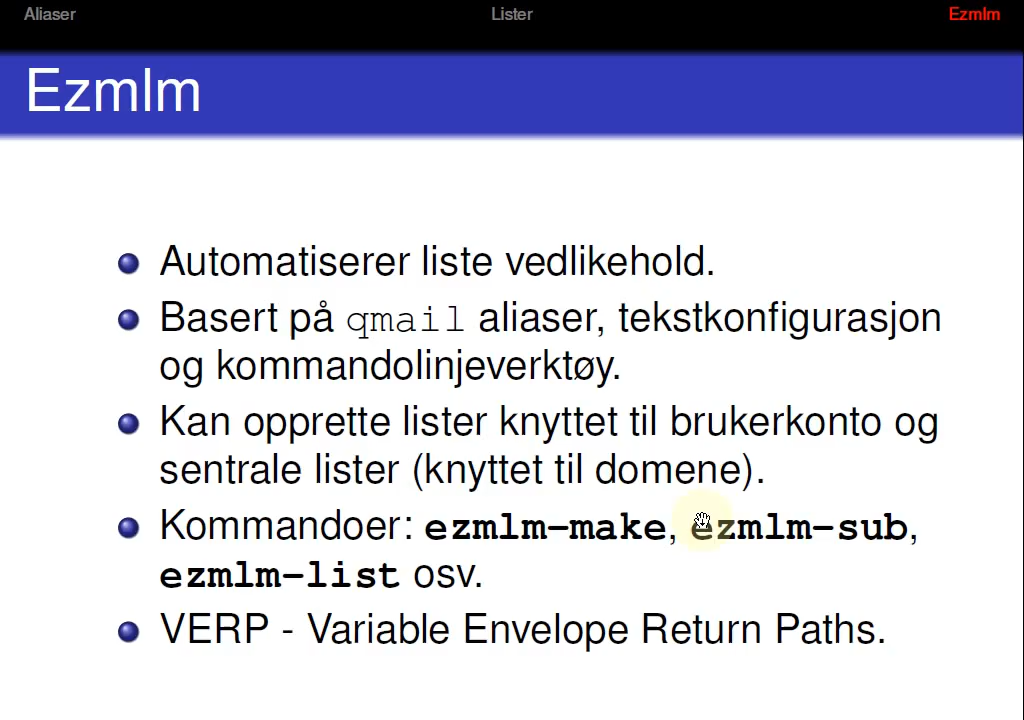 Aliaser
Lister
Ezmlm
Ezmlm
Automatiserer liste vedlikehold.
Basert på qmail aliaser, tekstkonfigurasjon
og kommandolinjeverktøy.
Kan opprette lister knyttet til brukerkonto og
sentrale lister (knyttet til domene).
Kommandoer: ezmlm-make, ezmlm-sub,
ezmlm-list osv.
VERP - Variable Envelope Return Paths.